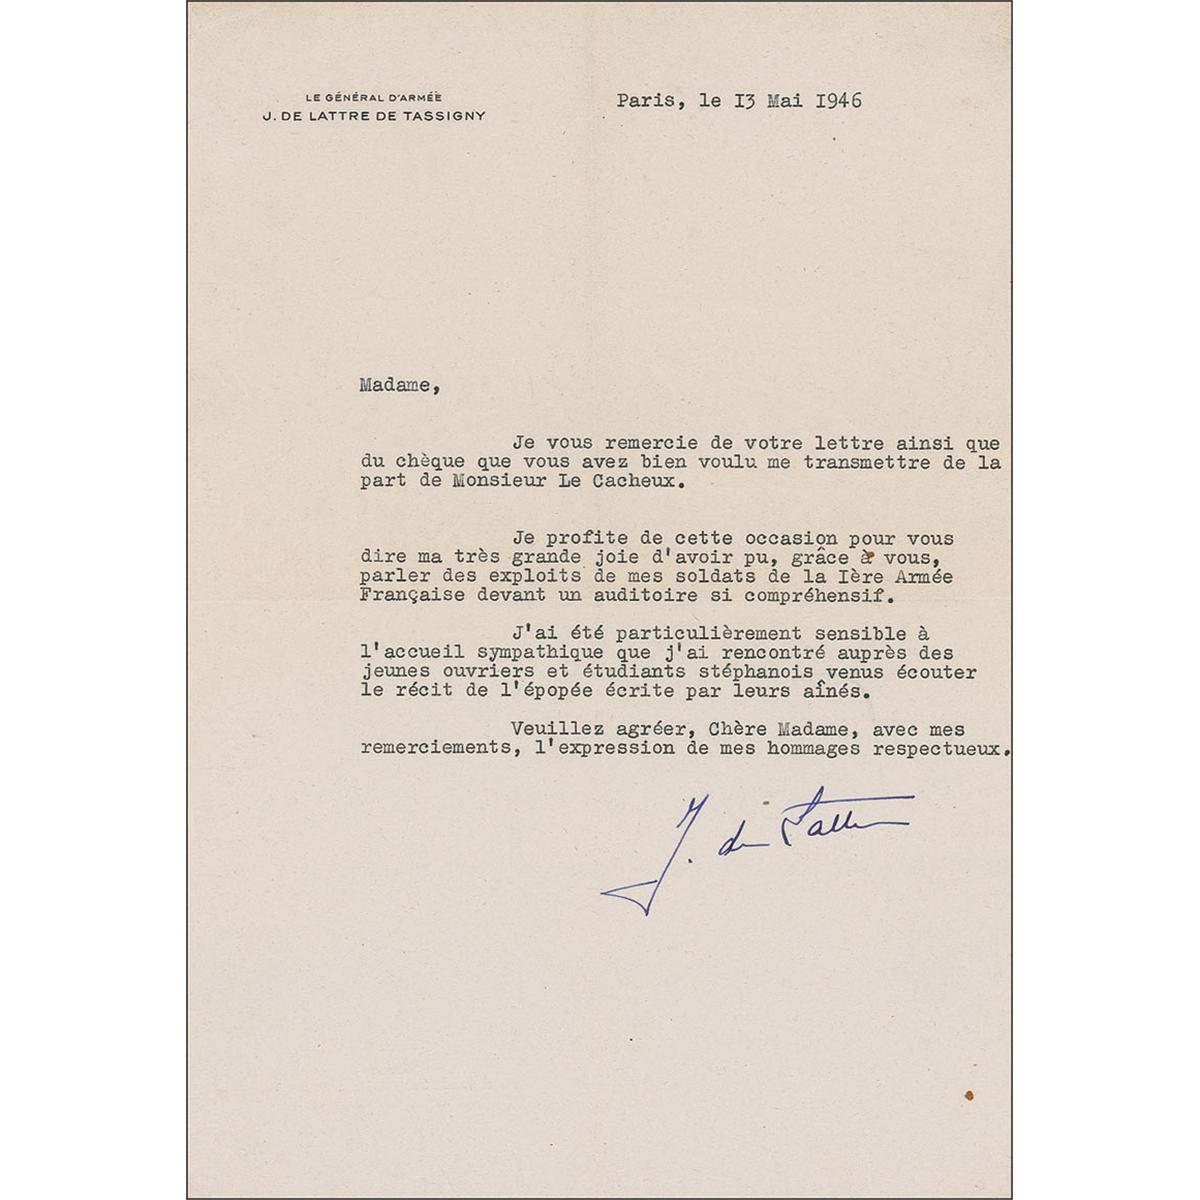 LE GÉNÉRAL D'ARMÉE
J. DE LATTRE DE TASSIGNY
Paris, le I3 Mai I946
Madame,
Je vous remercie de votre lettre ainsi que
du chèque que vous avez bien voulu me transmettre de la
part de Monsieur Le Cacheux.
Je profite de cette occasion pour vous
dire ma très grande joie d'avoir pu, grâce à vous,
parler des exploits de mes soldats de la Ière Armée
Française devant un auditoire si compréhensif.
J'ai été particulièrement sensible à
l'accueil sympathique que j'ai rencontré auprès des
jeunes ouvriers et étudiants stéphanois venus écouter
le récit de l'épopée écrite par leurs aînés.
Veuillez agréer, Chère Madame, avec mes
remerciements, l'expression de mes hommages respectueux.
J. de Lattre